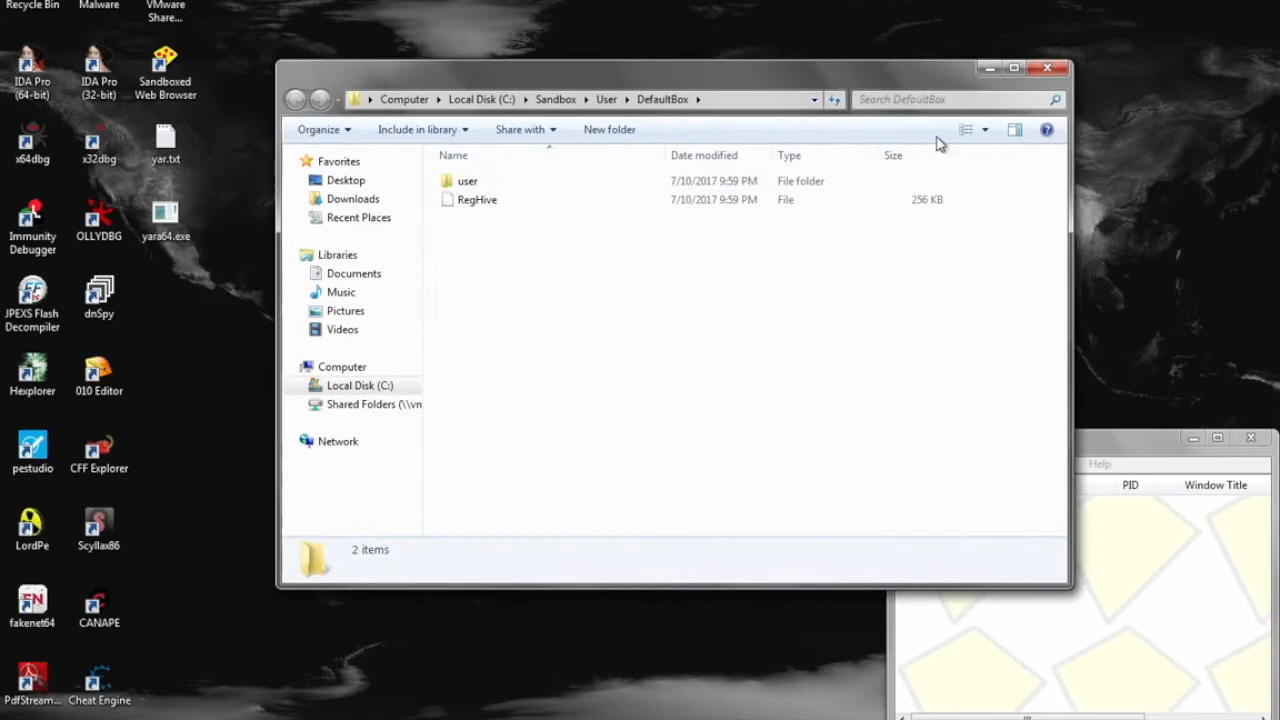 Recycle Bin
Malware
VMware
Share...
IDA Pro
(64-bit)
IDA Pro
(32-bit)
Sandboxed
Web Browser
x64dbg
x32dbg
yar.txt
Immunity
Debugger
OLLYDBG
yara64.exe
JPEXS Flash
Decompiler
dnSpy
Hexplorer
010 Editor
pestudio
CFF Explorer
LordPe
Scyllax86
FN
fakenet64
CANAPE
PdfStream...
Cheat Engine
Computer
Local Disk (C:)
Sandbox
User
DefaultBox
Search DefaultBox
Organize
Include in library
Share with
New folder
Name
Date modified
Type
Size
user
7/10/2017 9:59 PM
File folder
RegHive
7/10/2017 9:59 PM
File
256 KB
Favorites
Desktop
Downloads
Recent Places
Libraries
Documents
Music
Pictures
Videos
Computer
Local Disk (C:)
Shared Folders (\\vn
Network
2 items
Help
PID
Window Title